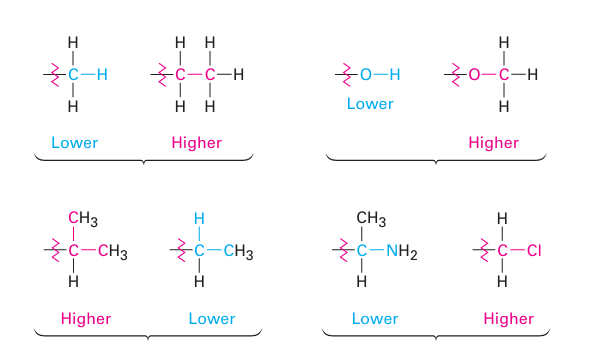 H H H H
C—H C—C—H O—H O—C—H
H H H Lower H
Lower Higher Higher
CH3 H CH3 H
C—CH3 C—CH3 C—NH2 C—Cl
H H H H
Higher Lower Lower Higher